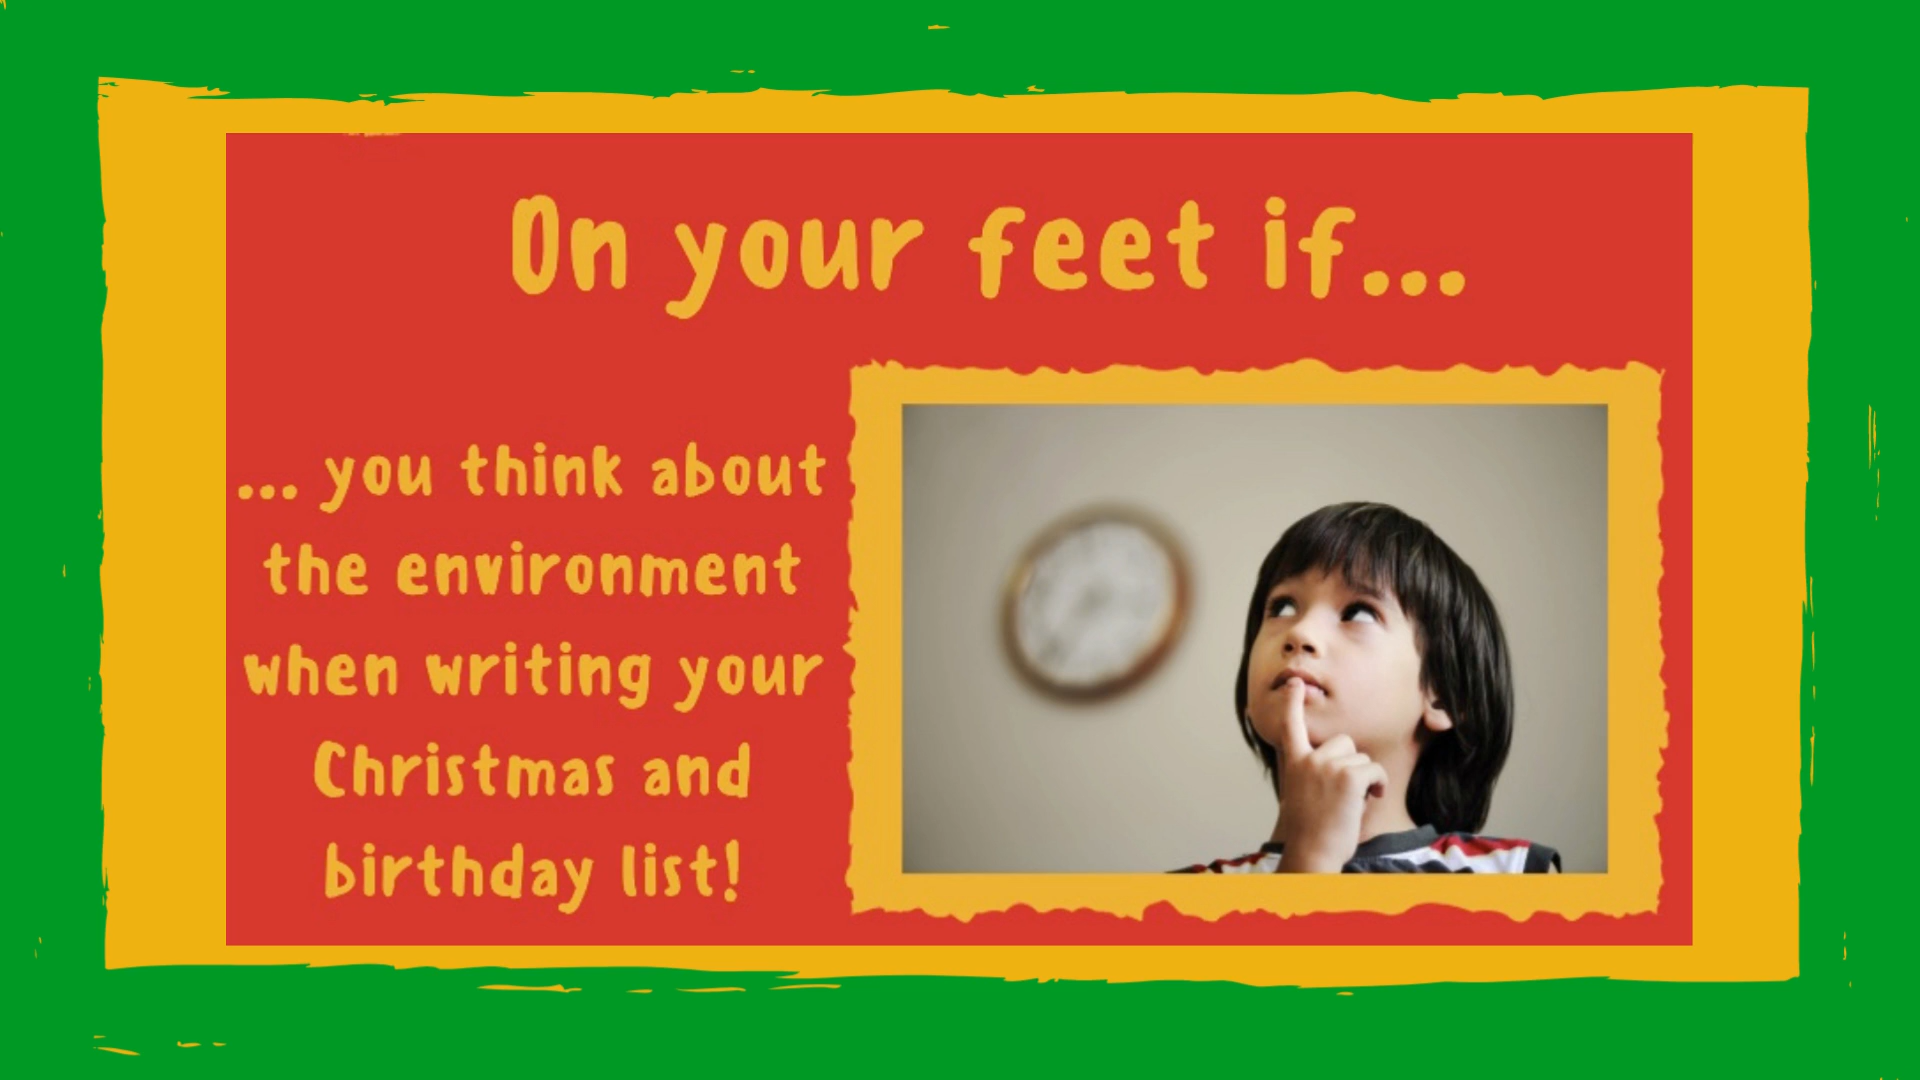 On your feet if...
... you think about
the environment
when writing your
Christmas and
birthday list!